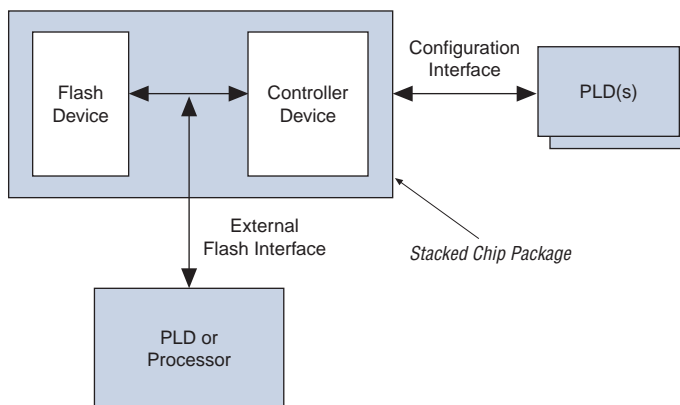 Flash
Device
Controller
Device
Configuration
Interface
PLD(s)
External
Flash Interface
Stacked Chip Package
PLD or
Processor